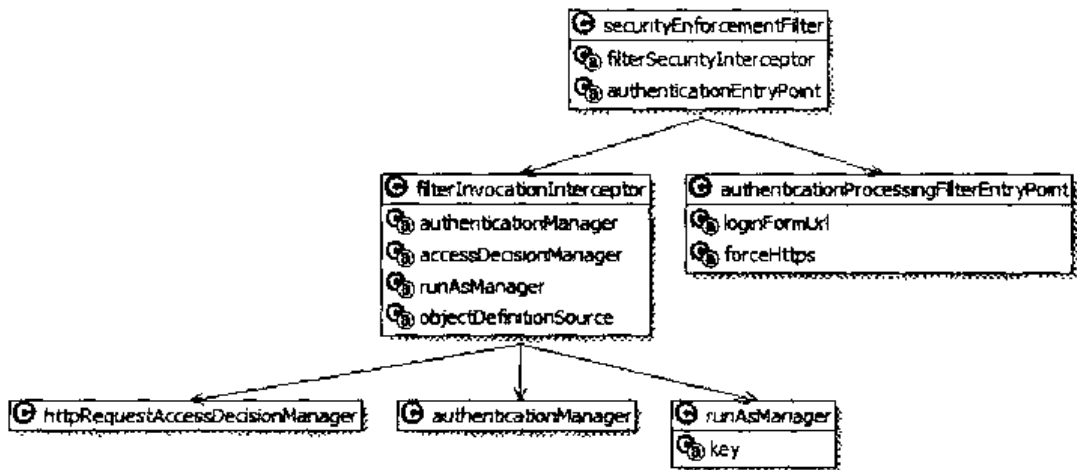 securityEnforcementFilter
filterSecurityInterceptor
authenticationEntryPoint
filterInvocationInterceptor
authenticationManager
accessDecisionManager
runAsManager
objectDefinitionSource
authenticationProcessingFilterEntryPoint
loginFormUrl
forceHttps
httpRequestAccessDecisionManager
authenticationManager
runAsManager
key